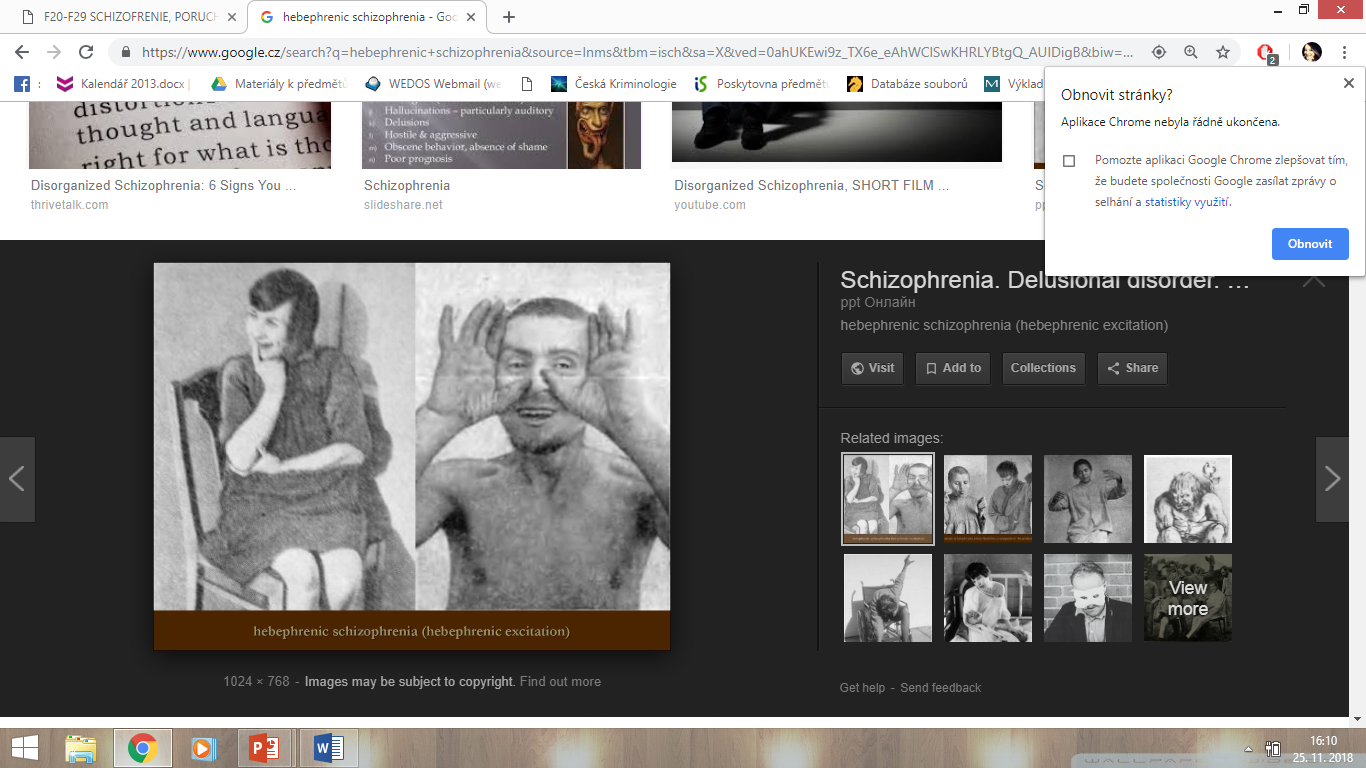 F20-F29 SCHIZOFRENIE, PORUCH
hebephrenic schizophrenia - Goo
https://www.google.cz/search?q=hebephrenic+schizophrenia&source=lnms&tbm=isch&sa=X&ved=0ahUKEwi9z_TX6e_eAhWCISwKHRLYBtgQ_AUIDigB&biw=...
2
Kalendář 2013.docx
Materiály k předmětů
WEDOS Webmail (we
Česká Kriminologie
Poskytovna předmětu
Databáze souborů
Výklad
Obnovit stránky?
Aplikace Chrome nebyla řádně ukončena.
Pomozte aplikaci Google Chrome zlepšovat tím,
že budete společnosti Google zasílat zprávy o
selhání a statistiky využití.
Obnovit
distortion
thought and langua
right for what is tho
Hallucinations – particularly auditory
Delusions
Hostile & aggressive
Obscene behavior, absence of shame
Poor prognosis
Disorganized Schizophrenia: 6 Signs You ...
thrivetalk.com
Schizophrenia
slideshare.net
Disorganized Schizophrenia, SHORT FILM ...
youtube.com
hebephrenic schizophrenia (hebephrenic excitation)
1024 × 768 - Images may be subject to copyright. Find out more
Schizophrenia. Delusional disorder. ...
ppt Онлайн
hebephrenic schizophrenia (hebephrenic excitation)
Visit
Add to
Collections
Share
Related images:
View
more
Get help - Send feedback
16:10
25. 11. 2018